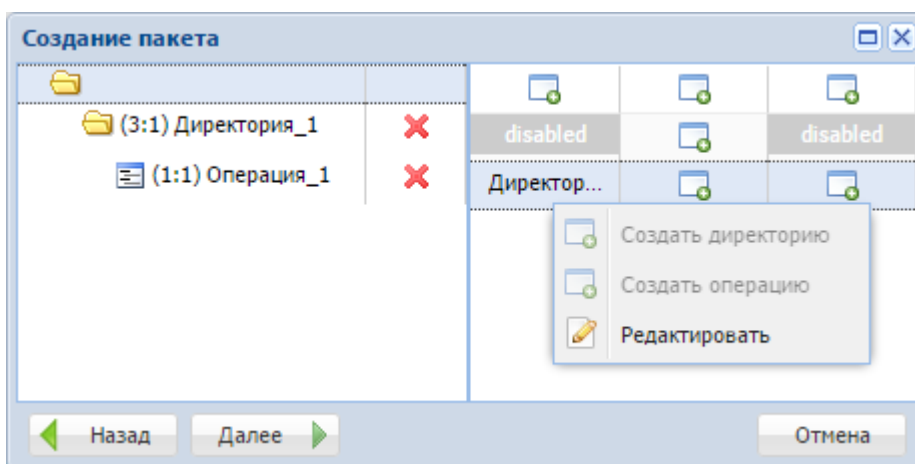 Создание пакета
(3:1) Директория_1
disabled
disabled
(1:1) Операция_1
Директор...
Создать директорию
Создать операцию
Редактировать
Назад
Далее
Отмена